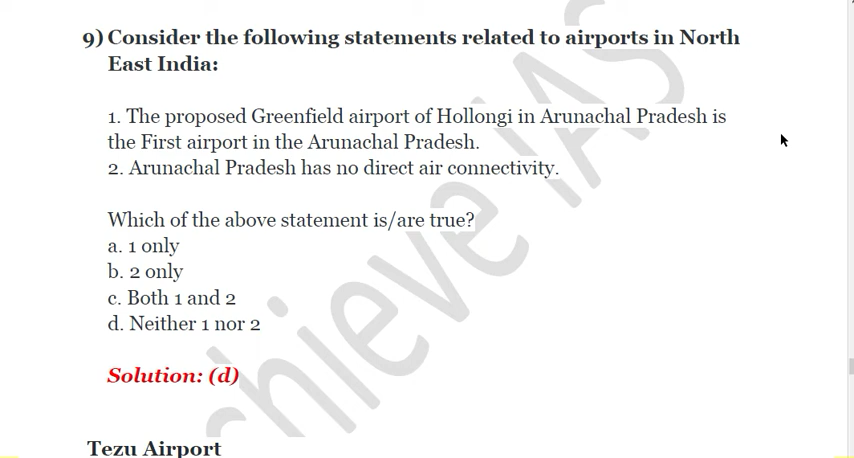 9) Consider the following statements related to airports in North
East India:
1. The proposed Greenfield airport of Hollongi in Arunachal Pradesh is
the First airport in the Arunachal Pradesh.
2. Arunachal Pradesh has no direct air connectivity.
Which of the above statement is/are true?
a. 1 only
b. 2 only
c. Both 1 and 2
d. Neither 1 nor 2
Solution: (d)
Tezu Airport